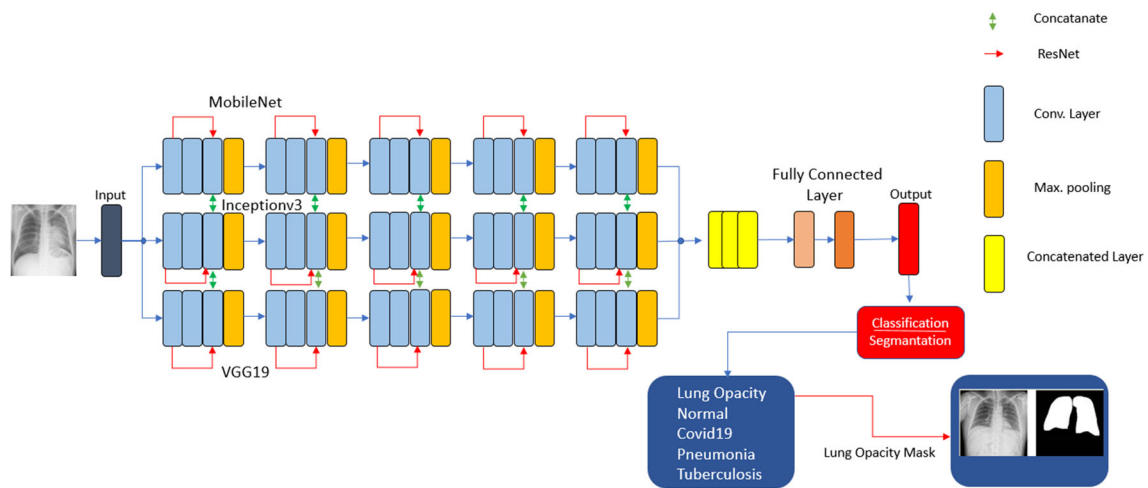 Concatanate
ResNet
MobileNet
Conv. Layer
Input
Inceptionv3
Fully Connected
Layer
Output
Max. pooling
Concatenated Layer
Classification
Segmantation
VGG19
Lung Opacity
Normal
Covid19
Pneumonia
Tuberculosis
Lung Opacity Mask